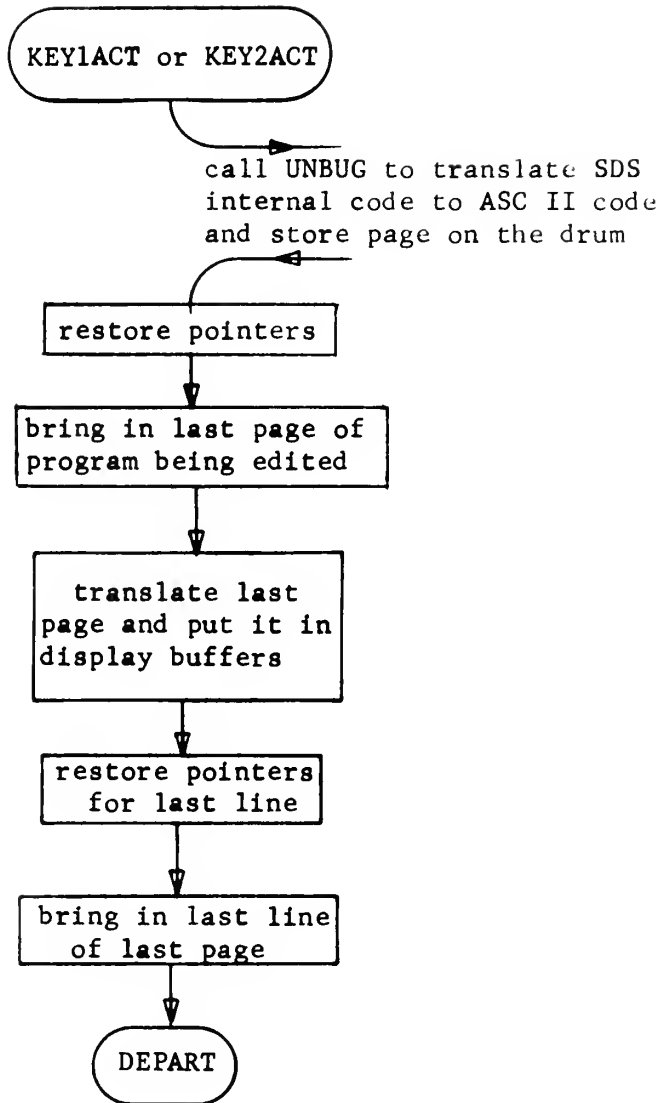 KEY1ACT or KEY2ACT
call UNBUG to translate SDS
internal code to ASC II code
and store page on the drum
restore pointers
bring in last page of
program being edited
translate last
page and put it in
display buffers
restore pointers
for last line
bring in last line
of last page
DEPART